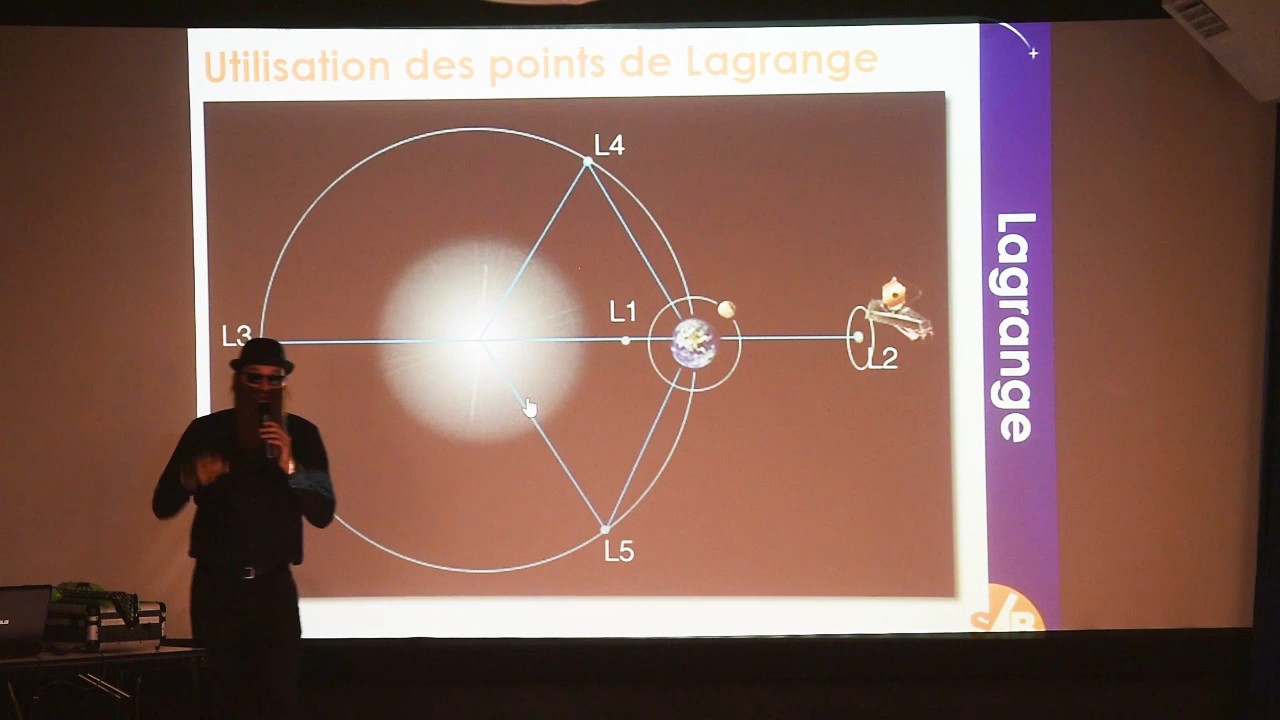 Utilisation des points de Lagrange
L4
L1
L3
L2
L5
Lagrange
S/B